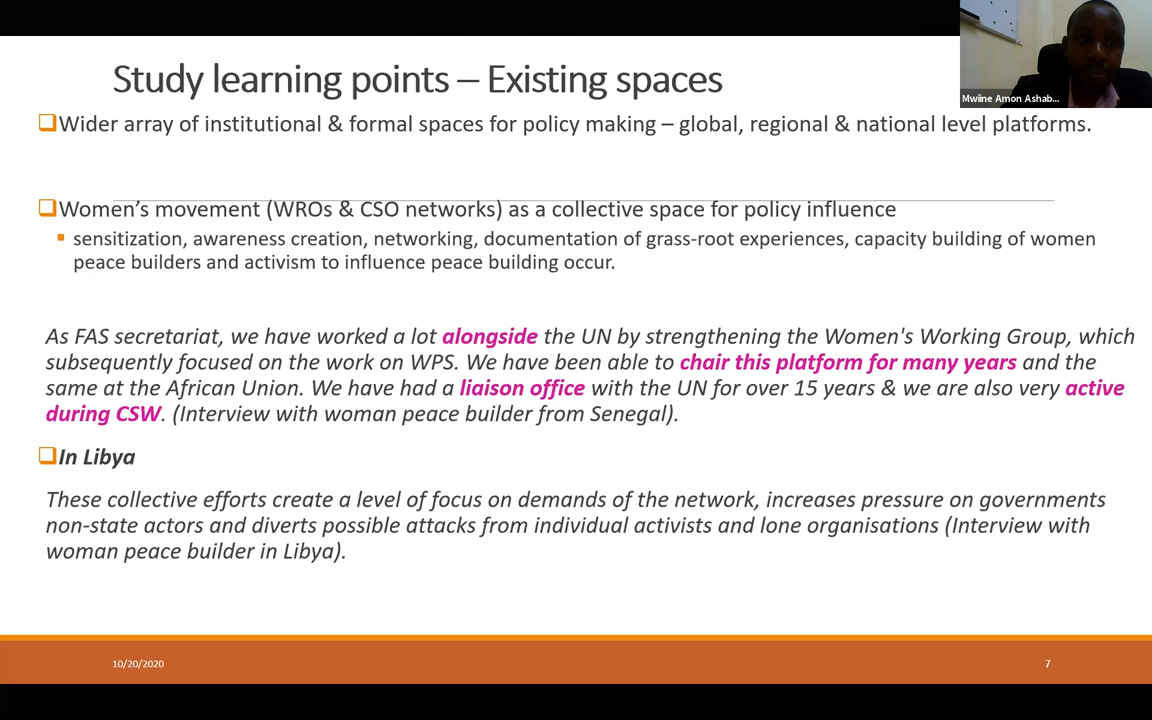 Study learning points – Existing spaces
Mwiine Amon Ashab...
❑Wider array of institutional & formal spaces for policy making – global, regional & national level platforms.
❑Women's movement (WROs & CSO networks) as a collective space for policy influence
▪ sensitization, awareness creation, networking, documentation of grass-root experiences, capacity building of women
peace builders and activism to influence peace building occur.
As FAS secretariat, we have worked a lot alongside the UN by strengthening the Women's Working Group, which
subsequently focused on the work on WPS. We have been able to chair this platform for many years and the
same at the African Union. We have had a liaison office with the UN for over 15 years & we are also very active
during CSW. (Interview with woman peace builder from Senegal).
❑In Libya
These collective efforts create a level of focus on demands of the network, increases pressure on governments
non-state actors and diverts possible attacks from individual activists and lone organisations (Interview with
woman peace builder in Libya).
10/20/2020
7